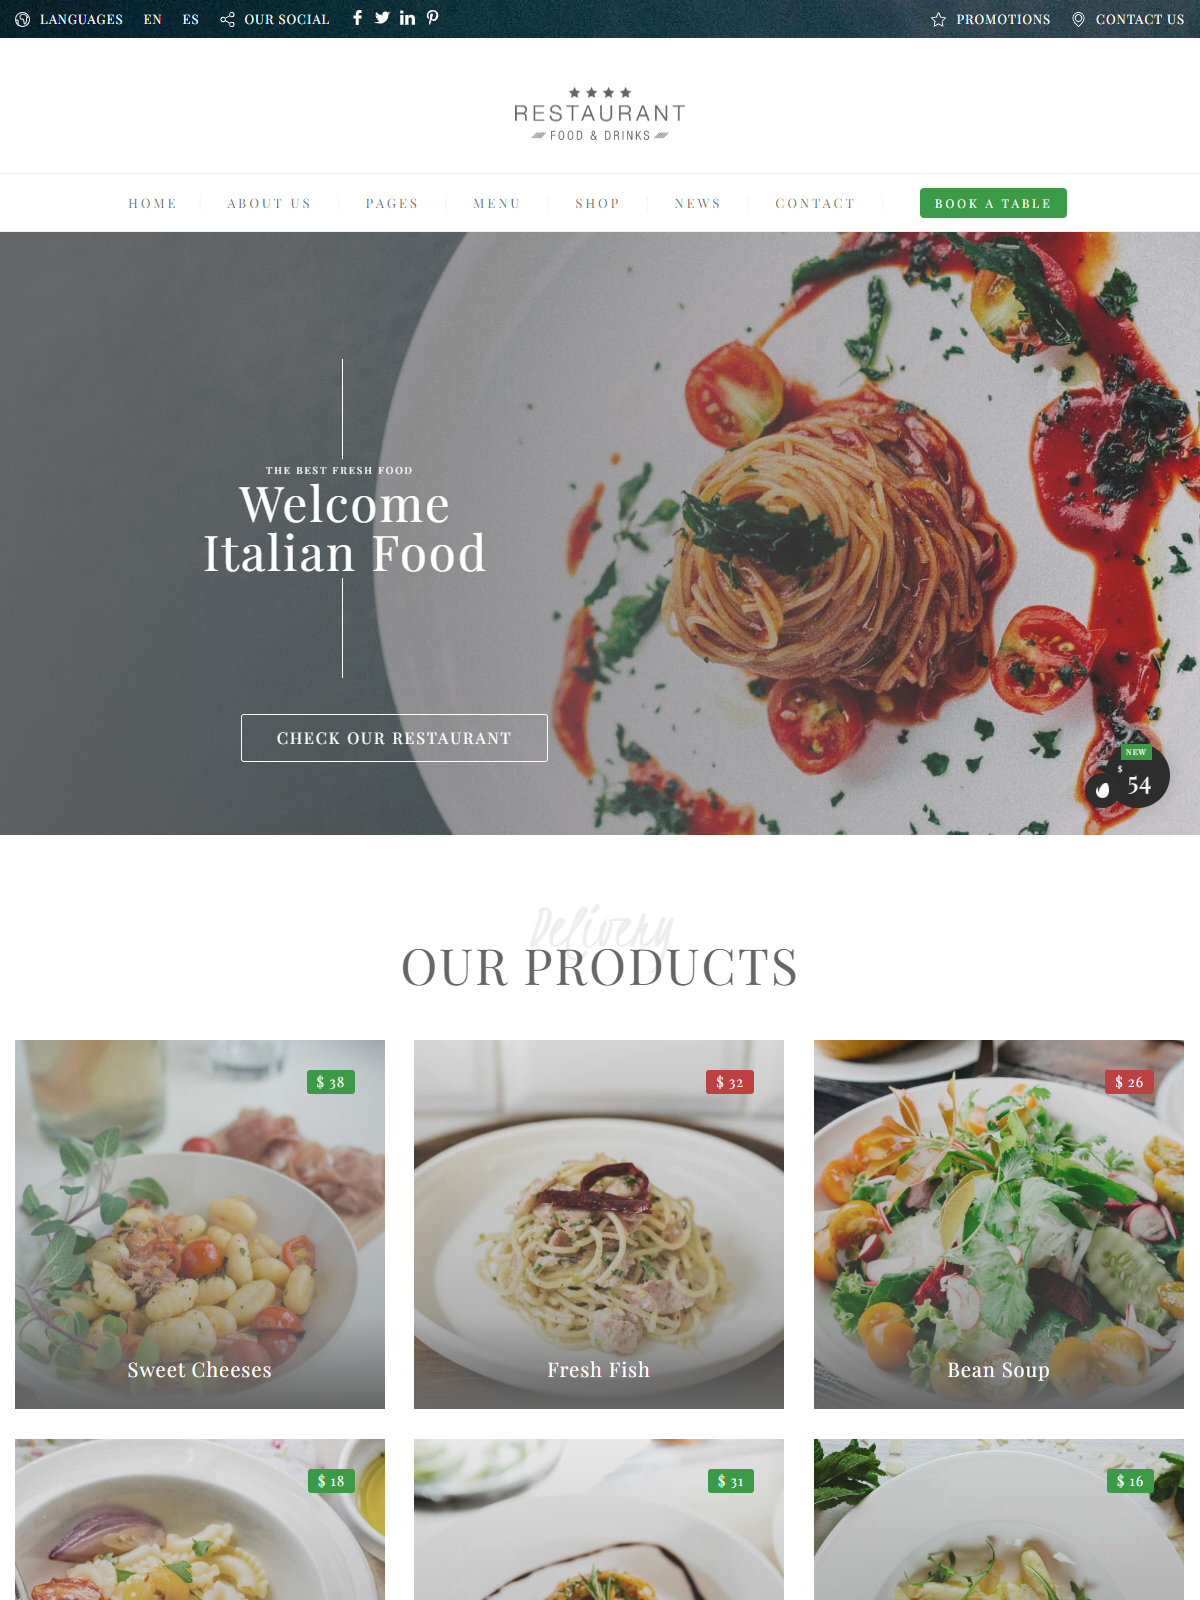 LANGUAGES EN ES OUR SOCIAL PROMOTIONS CONTACT US
RESTAURANT
FOOD & DRINKS
HOME ABOUT US PAGES MENU SHOP NEWS CONTACT BOOK A TABLE
THE BEST FRESH FOOD
Welcome
Italian Food
CHECK OUR RESTAURANT
NEW
$ 54
Delivery
OUR PRODUCTS
$ 38
$ 32
$ 26
Sweet Cheeses
Fresh Fish
Bean Soup
$ 18
$ 31
$ 16